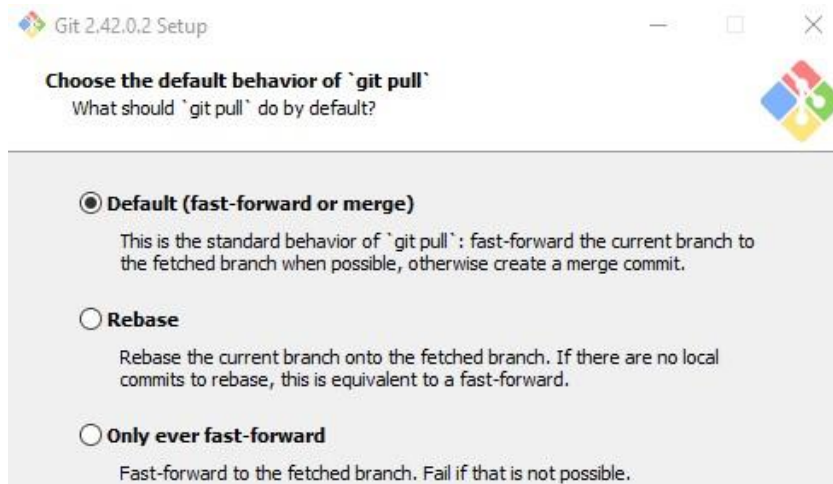 Git 2.42.0.2 Setup
Choose the default behavior of `git pull`
What should `git pull` do by default?
Default (fast-forward or merge)
This is the standard behavior of `git pull`: fast-forward the current branch to
the fetched branch when possible, otherwise create a merge commit.
Rebase
Rebase the current branch onto the fetched branch. If there are no local
commits to rebase, this is equivalent to a fast-forward.
Only ever fast-forward
Fast-forward to the fetched branch. Fail if that is not possible.